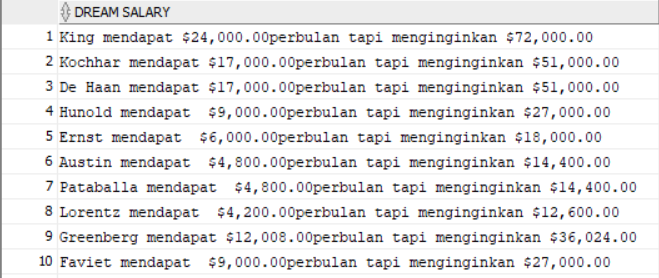 DREAM SALARY
1 King mendapat $24,000.00perbulan tapi menginginkan $72,000.00
2 Kochhar mendapat $17,000.00perbulan tapi menginginkan $51,000.00
3 De Haan mendapat $17,000.00perbulan tapi menginginkan $51,000.00
4 Hunold mendapat  $9,000.00perbulan tapi menginginkan $27,000.00
5 Ernst mendapat  $6,000.00perbulan tapi menginginkan $18,000.00
6 Austin mendapat  $4,800.00perbulan tapi menginginkan $14,400.00
7 Pataballa mendapat  $4,800.00perbulan tapi menginginkan $14,400.00
8 Lorentz mendapat  $4,200.00perbulan tapi menginginkan $12,600.00
9 Greenberg mendapat $12,008.00perbulan tapi menginginkan $36,024.00
10 Faviet mendapat  $9,000.00perbulan tapi menginginkan $27,000.00